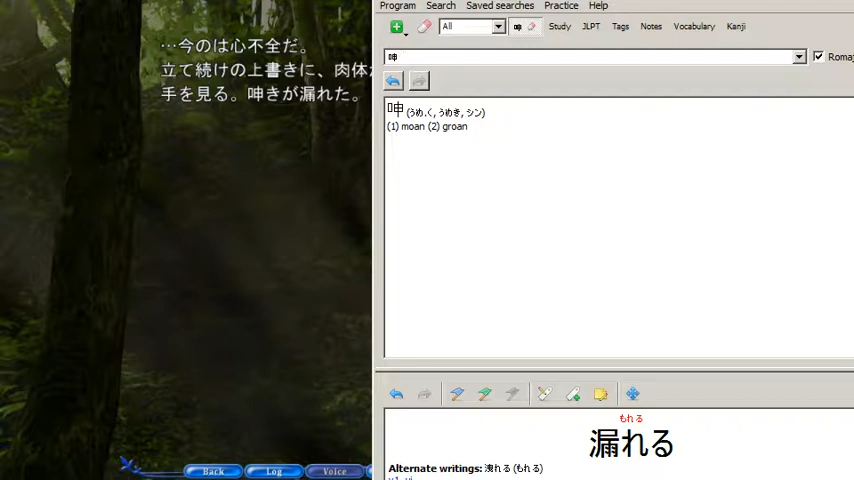 …今のは心不全だ。
立て続けの上書きに、肉体
手を見る。呻きが漏れた。
Back
Log
Voice
Program Search Saved searches Practice Help
All 呻 Study JLPT Tags Notes Vocabulary Kanji
呻
Romaj
呻 (うめ.く, うめき, シン)
(1) moan (2) groan
もれる
漏れる
Alternate writings: 洩れる (もれる)